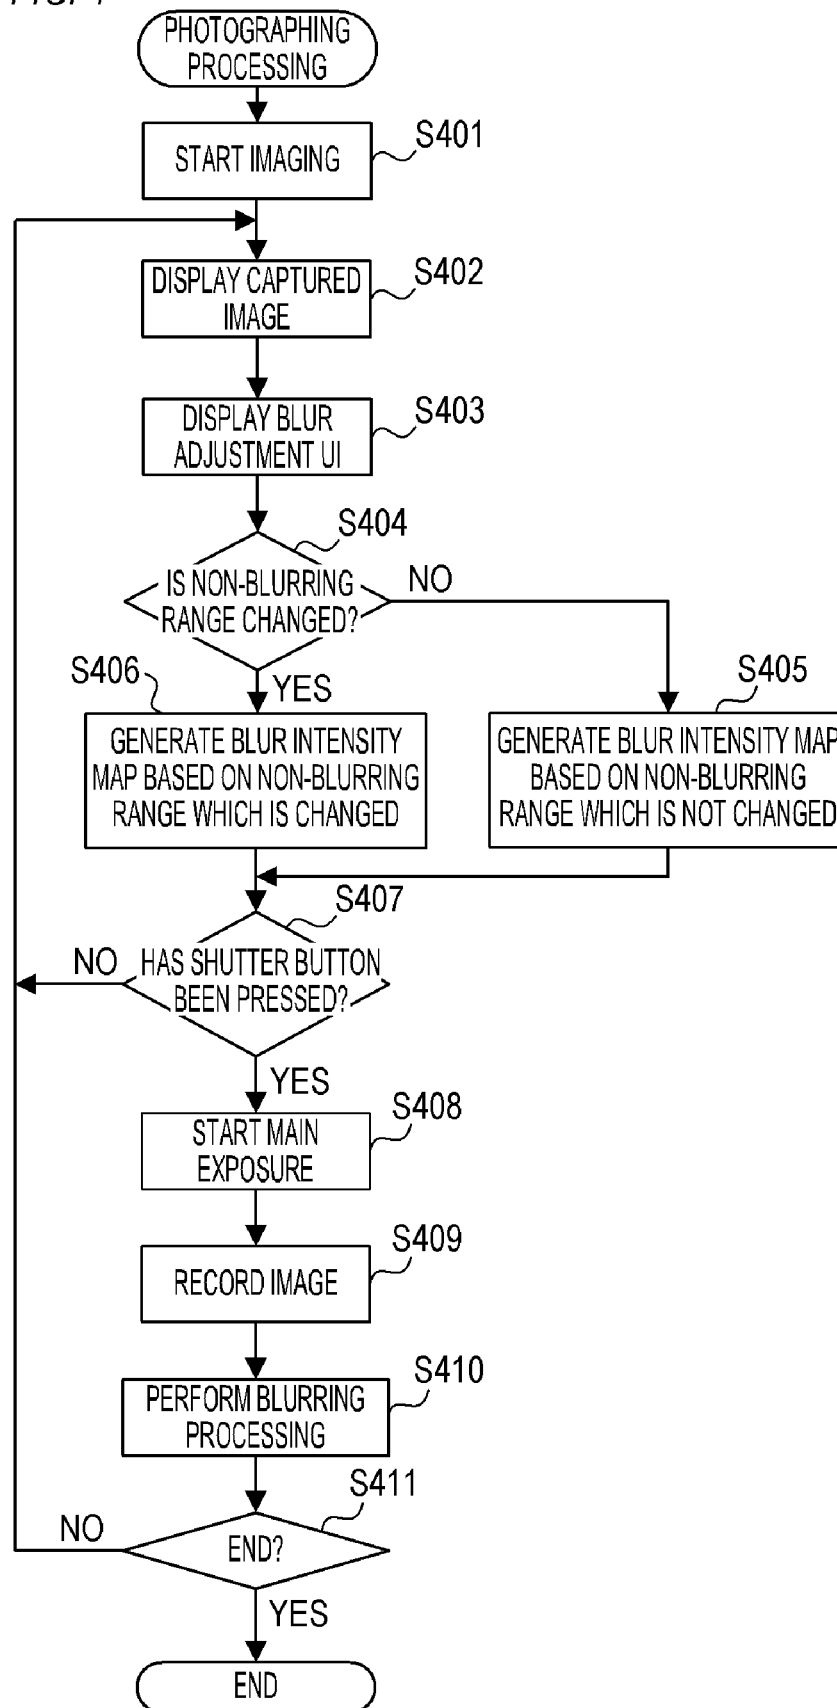 PHOTOGRAPHING
PROCESSING
S401
START IMAGING
S402
DISPLAY CAPTURED
IMAGE
S403
DISPLAY BLUR
ADJUSTMENT UI
S404
IS NON-BLURRING
RANGE CHANGED?
NO
YES
S406
GENERATE BLUR INTENSITY
MAP BASED ON NON-BLURRING
RANGE WHICH IS CHANGED
S405
GENERATE BLUR INTENSITY MAP
BASED ON NON-BLURRING
RANGE WHICH IS NOT CHANGED
S407
NO
HAS SHUTTER BUTTON
BEEN PRESSED?
YES
S408
START MAIN
EXPOSURE
S409
RECORD IMAGE
S410
PERFORM BLURRING
PROCESSING
S411
NO
END?
YES
END